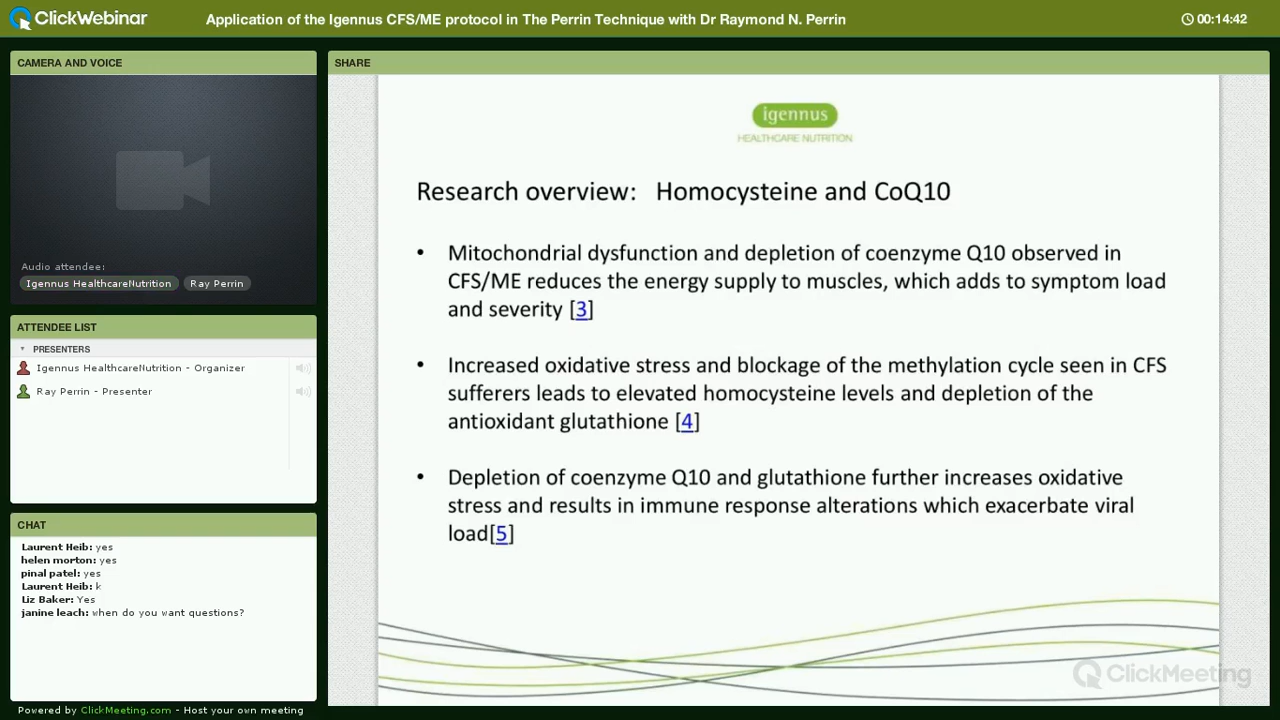 ClickWebinar
Application of the Igennus CFS/ME protocol in The Perrin Technique with Dr Raymond N. Perrin
00:14:42
CAMERA AND VOICE
Audio attendee:
Igennus HealthcareNutrition
Ray Perrin
ATTENDEE LIST
PRESENTERS
Igennus HealthcareNutrition - Organizer
Ray Perrin - Presenter
CHAT
Laurent Heib: yes
helen morton: yes
pinal patel: yes
Laurent Heib: k
Liz Baker: Yes
janine leach: when do you want questions?
Powered by ClickMeeting.com - Host your own meeting
SHARE
igennus
HEALTHCARE NUTRITION
Research overview: Homocysteine and CoQ10
• Mitochondrial dysfunction and depletion of coenzyme Q10 observed in
CFS/ME reduces the energy supply to muscles, which adds to symptom load
and severity [3]
• Increased oxidative stress and blockage of the methylation cycle seen in CFS
sufferers leads to elevated homocysteine levels and depletion of the
antioxidant glutathione [4]
• Depletion of coenzyme Q10 and glutathione further increases oxidative
stress and results in immune response alterations which exacerbate viral
load[5]
ClickMeeting